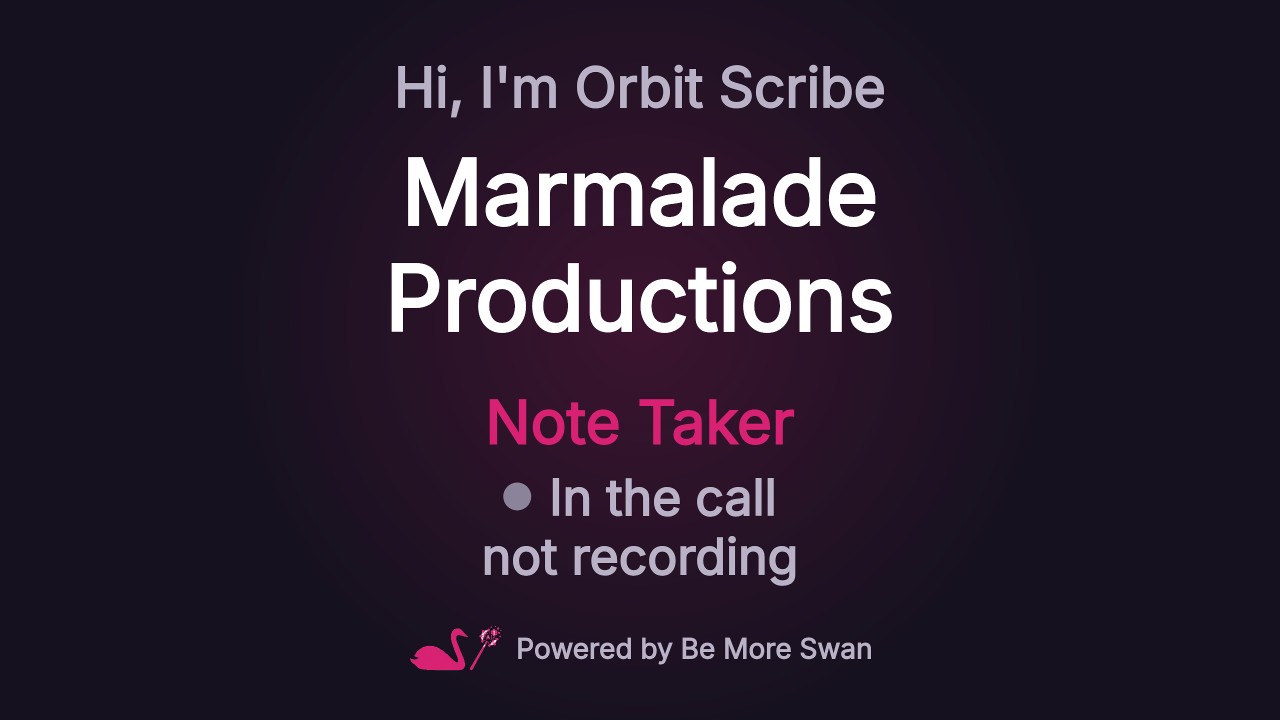 Hi, I'm Orbit Scribe
Marmalade
Productions
Note Taker
In the call
not recording
Powered by Be More Swan